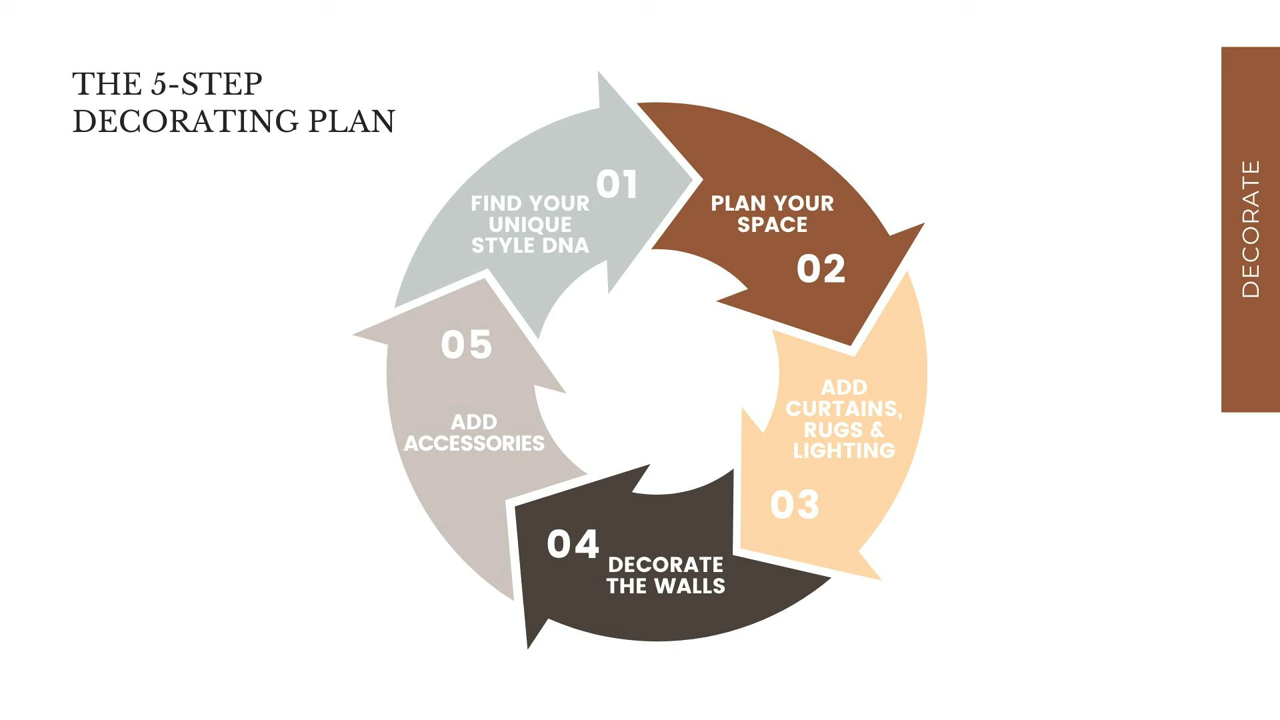 THE 5-STEP
DECORATING PLAN
01
FIND YOUR
UNIQUE
STYLE DNA
PLAN YOUR
SPACE
02
ADD
CURTAINS,
RUGS &
LIGHTING
03
04
DECORATE
THE WALLS
05
ADD
ACCESSORIES
DECORATE